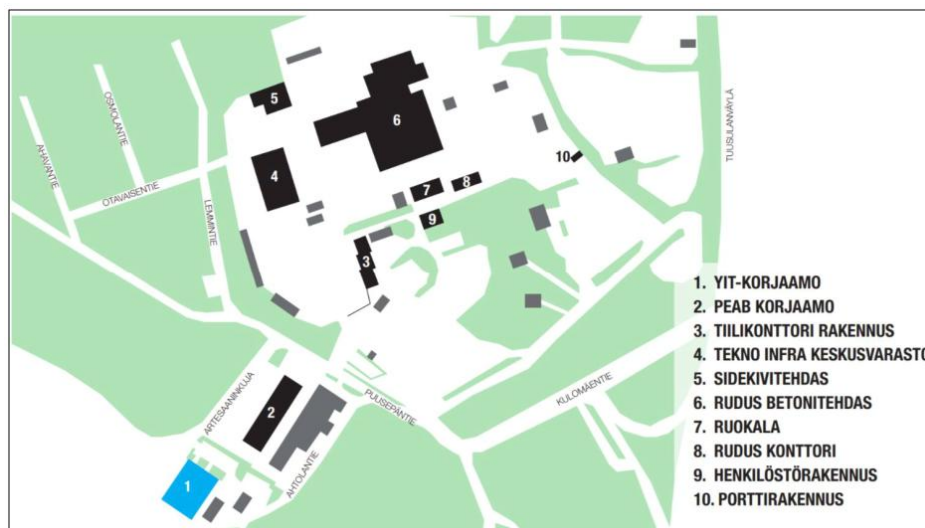 5
6
10
4
7
8
9
3
2
1
AHAVANTIE
OSMOLANTIE
OTAVAISENTIE
LEMMINTIE
TUUSULANVÄYLÄ
ARTESAANINKUJA
PUUSEPÄNTIE
KULOMÄENTIE
AHTOLANTIE
1. YIT-KORJAAMO
2. PEAB KORJAAMO
3. TIILIKONTTORI RAKENNUS
4. TEKNO INFRA KESKUSVARASTO
5. SIDEKIVITEHDAS
6. RUDUS BETONITEHDAS
7. RUOKALA
8. RUDUS KONTTORI
9. HENKILÖSTÖRAKENNUS
10. PORTTIRAKENNUS